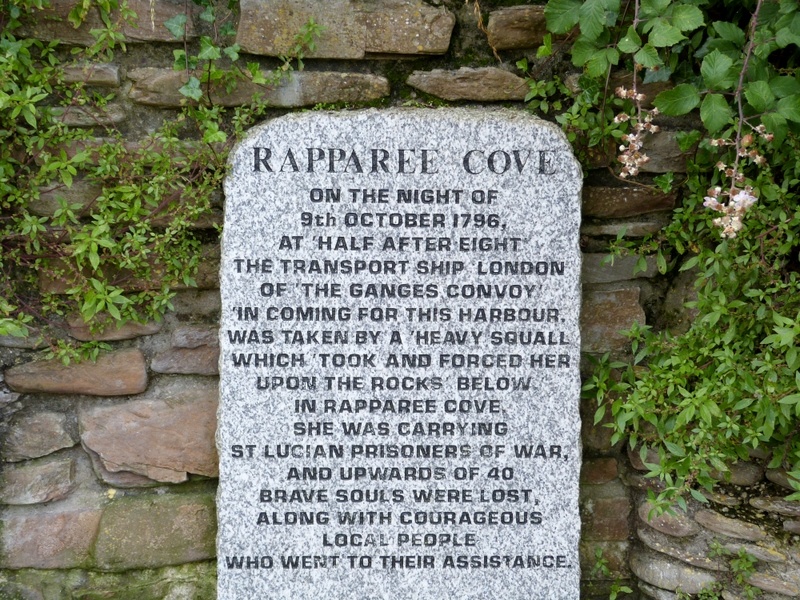 RAPPAREE COVE
ON THE NIGHT OF
9th OCTOBER 1796,
AT 'HALF AFTER EIGHT'
THE TRANSPORT SHIP LONDON
OF 'THE GANGES CONVOY'
'IN COMING FOR THIS HARBOUR,
WAS TAKEN BY A 'HEAVY SQUALL
WHICH 'TOOK AND FORCED HER
UPON THE ROCKS' BELOW.
IN RAPPAREE COVE,
SHE WAS CARRYING
ST LUCIAN PRISONERS OF WAR,
AND UPWARDS OF 40
BRAVE SOULS WERE LOST,
ALONG WITH COURAGEOUS
LOCAL PEOPLE
WHO WENT TO THEIR ASSISTANCE.